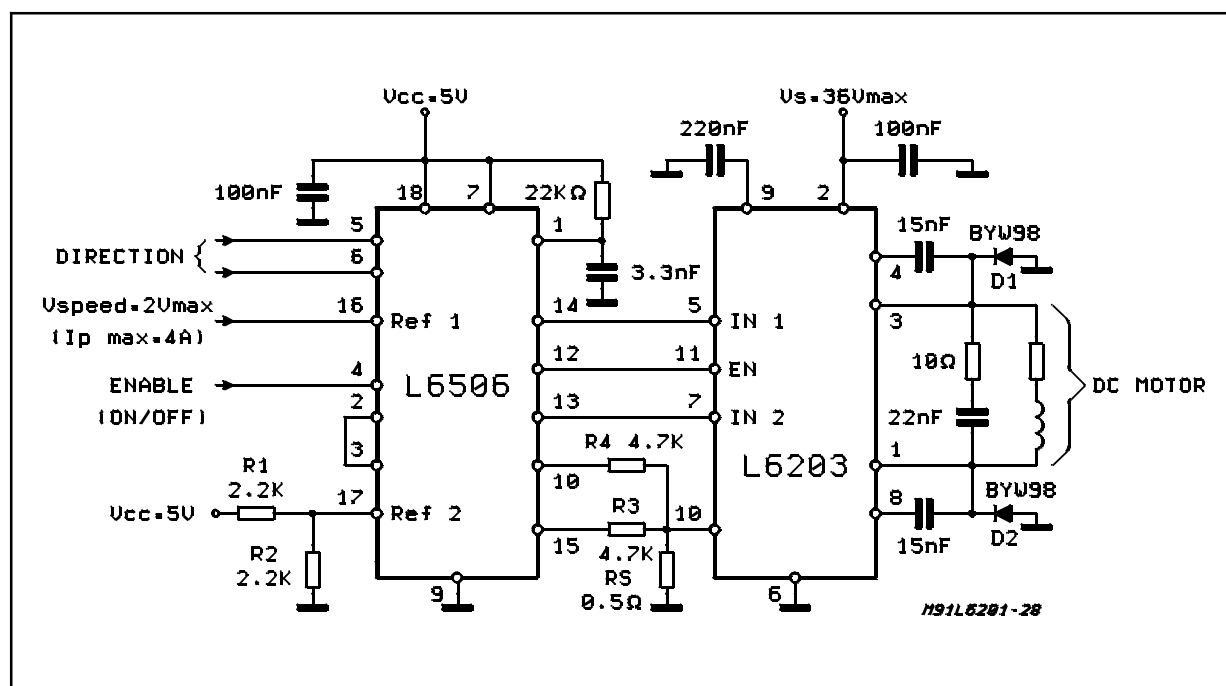 Vcc=5V
Vs=36Vmax
220nF
100nF
100nF
18
7
22KΩ
9
2
15nF
BYW98
5
1
4
D1
DIRECTION {
6
3.3nF
Vspeed=2Vmax
16
Ref 1
14
5
IN 1
3
(Ip max=4A)
12
11
EN
10Ω
ENABLE
4
L6506
DC MOTOR
(ON/OFF)
2
13
7
IN 2
22nF
3
R4 4.7K
L6203
1
R1
10
8
BYW98
2.2K
17
R3
10
Vcc=5V
Ref 2
15
4.7K
15nF
D2
R2
2.2K
9
RS
0.5Ω
6
M91L6201-28